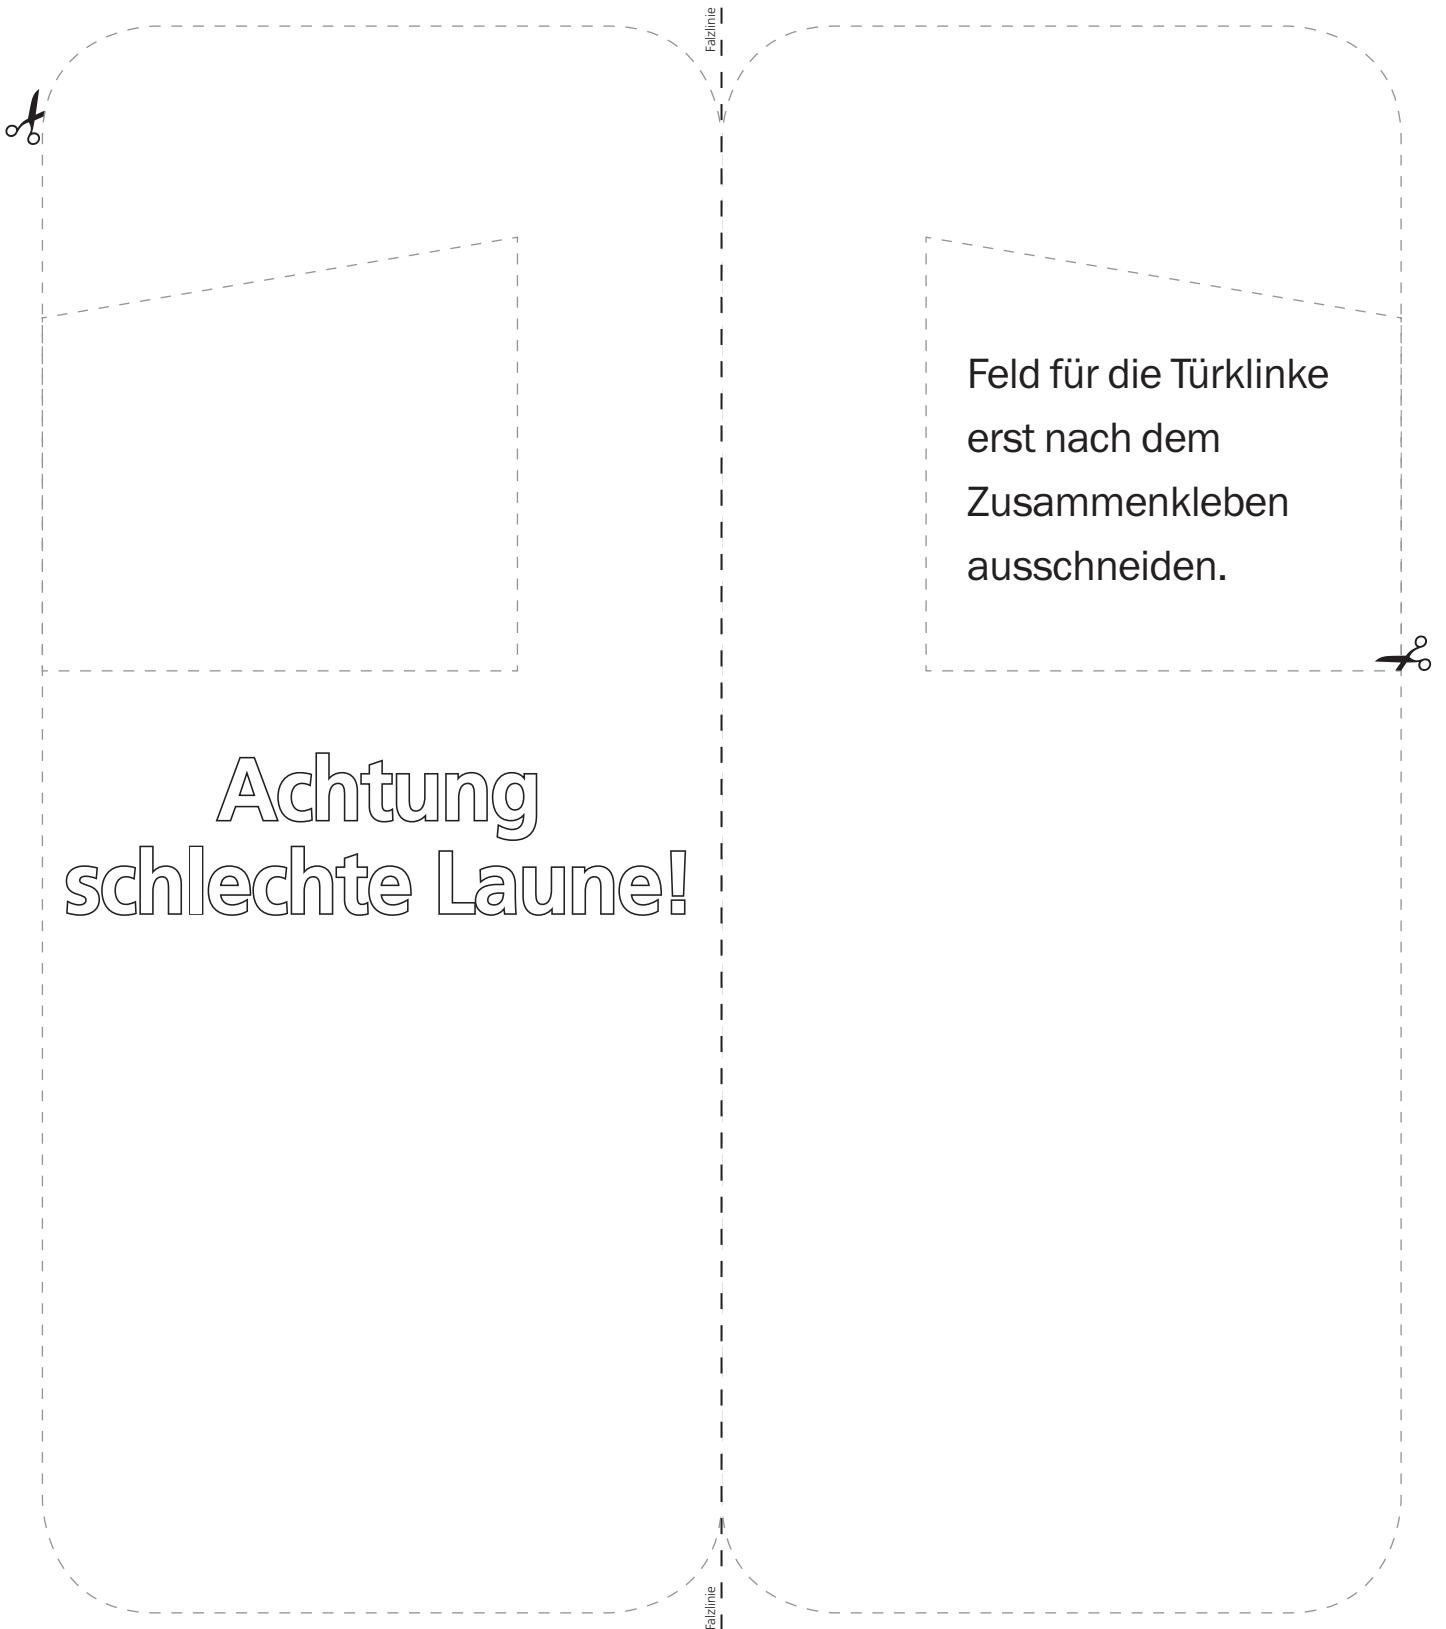 Falzlinie
Feld für die Türklinke
erst nach dem
Zusammenkleben
ausschneiden.
Achtung
schlechte Laune!
Falzlinie